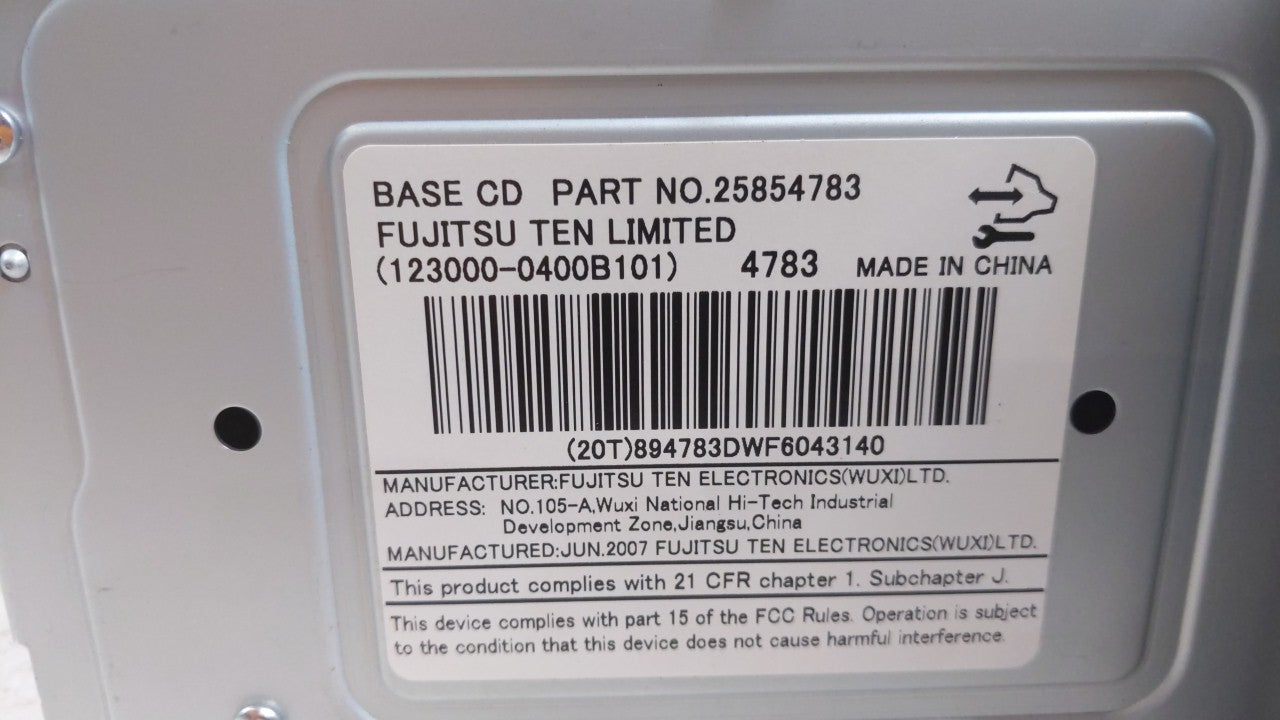 BASE CD PART NO.25854783
FUJITSU TEN LIMITED
(123000-0400B101) 4783 MADE IN CHINA
(20T)894783DWF6043140
MANUFACTURER:FUJITSU TEN ELECTRONICS(WUXI)LTD.
ADDRESS: NO.105-A,Wuxi National Hi-Tech Industrial
Development Zone,Jiangsu,China
MANUFACTURED:JUN.2007 FUJITSU TEN ELECTRONICS(WUXI)LTD.
This product complies with 21 CFR chapter 1. Subchapter J.
This device complies with part 15 of the FCC Rules. Operation is subject
to the condition that this device does not cause harmful interference.